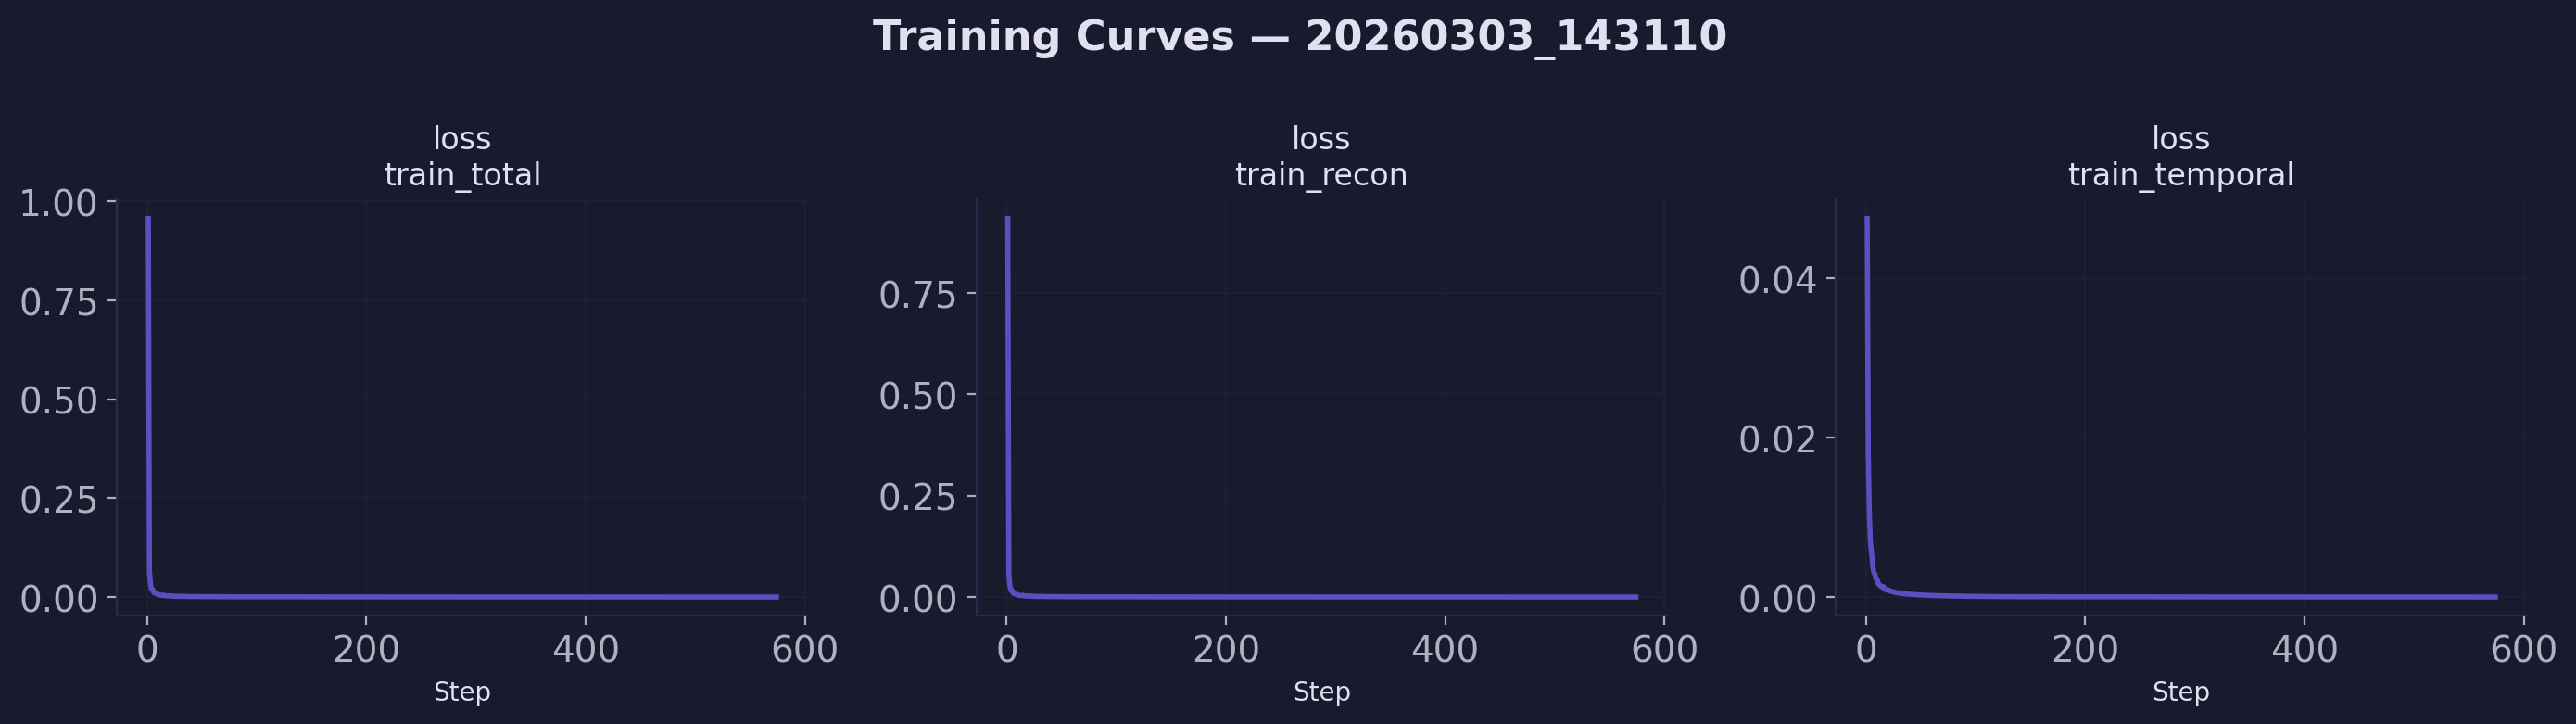 Training Curves — 20260303_143110
loss
train_total
1.00
0.75
0.50
0.25
0.00
0
200
400
600
Step
loss
train_recon
0.75
0.50
0.25
0.00
0
200
400
600
Step
loss
train_temporal
0.04
0.02
0.00
0
200
400
600
Step